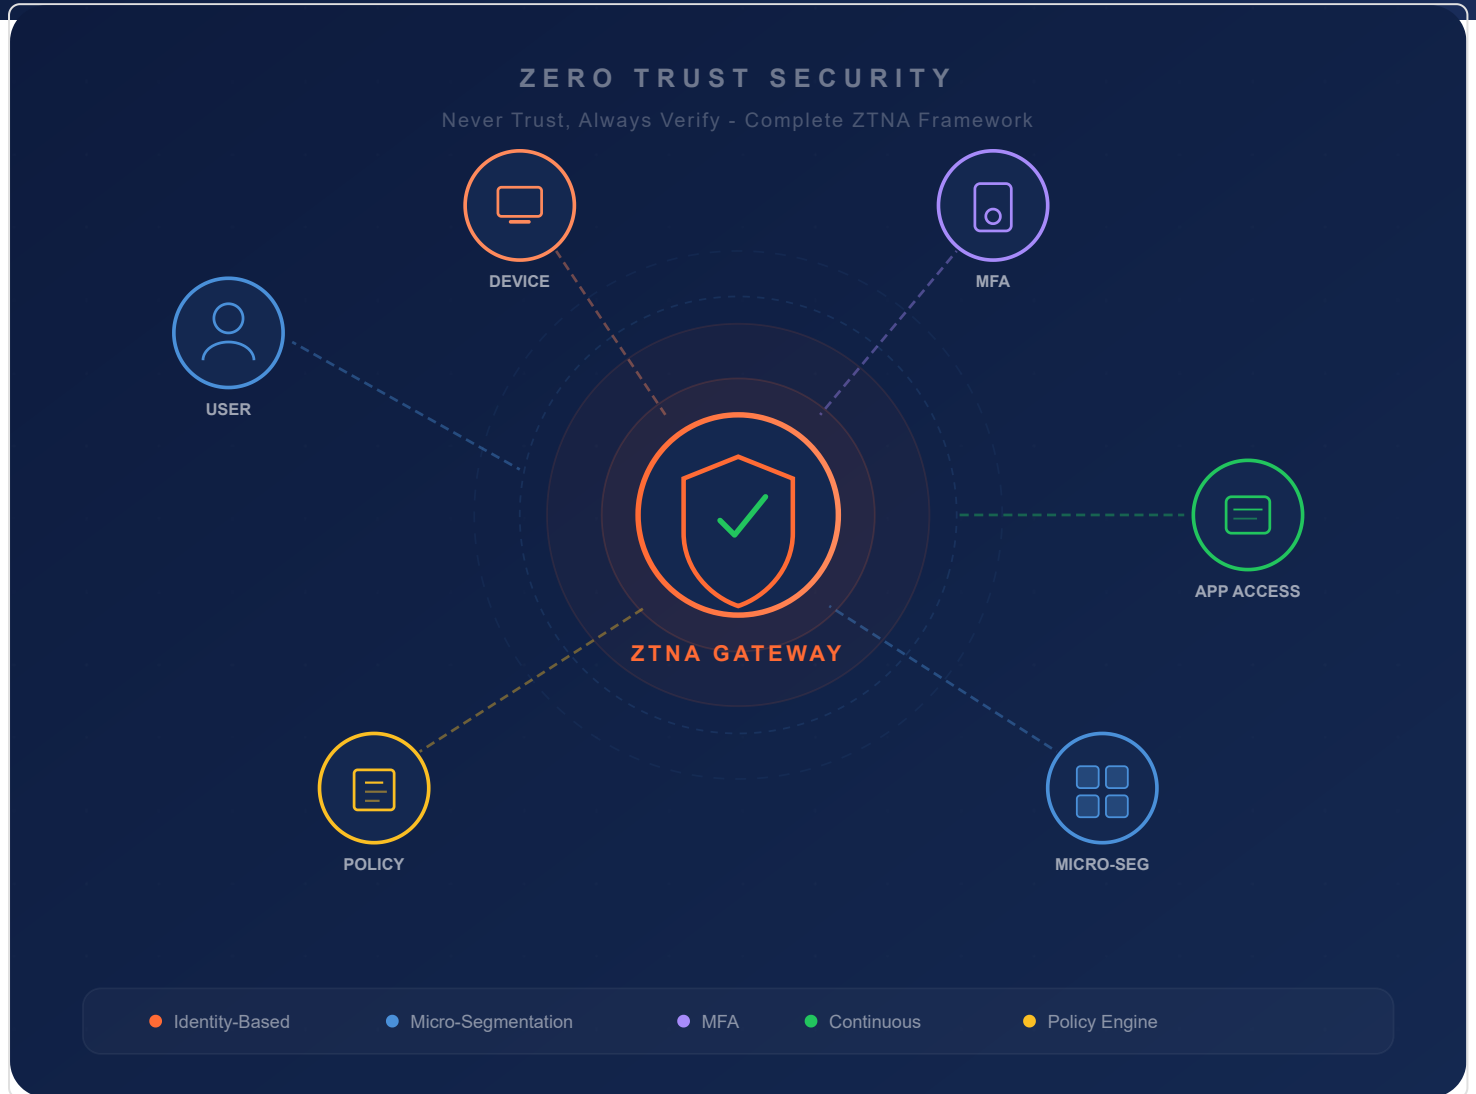 ZERO TRUST SECURITY
Never Trust, Always Verify - Complete ZTNA Framework
DEVICE
MFA
USER
APP ACCESS
ZTNA GATEWAY
POLICY
MICRO-SEG
Identity-Based
Micro-Segmentation
MFA
Continuous
Policy Engine